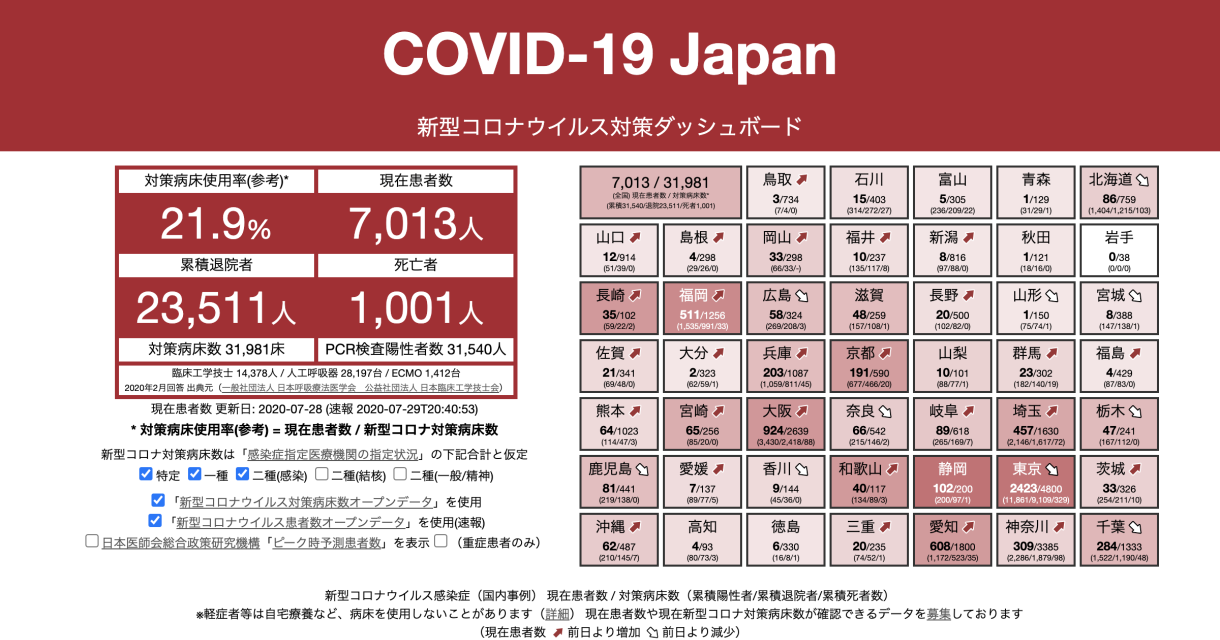 COVID-19 Japan
新型コロナウイルス対策ダッシュボード
対策病床使用率(参考)*
現在患者数
21.9%
7,013人
累積退院者
死亡者
23,511人
1,001人
対策病床数 31,981床
PCR検査陽性者数 31,540人
臨床工学技士 14,378人 / 人工呼吸器 28,197台 / ECMO 1,412台
2020年2月回答 出典元（一般社団法人 日本呼吸療法医学会　公益社団法人 日本臨床工学技士会）
現在患者数 更新日: 2020-07-28 (速報 2020-07-29T20:40:53)
* 対策病床使用率(参考) = 現在患者数 / 新型コロナ対策病床数
新型コロナ対策病床数は「感染症指定医療機関の指定状況」の下記合計と仮定
特定 一種 二種(感染) 二種(結核) 二種(一般/精神)
「新型コロナウイルス対策病床数オープンデータ」を使用
「新型コロナウイルス患者数オープンデータ」を使用(速報)
日本医師会総合政策研究機構「ピーク時予測患者数」を表示 （重症患者のみ）
7,013 / 31,981
(全国) 現在患者数 / 対策病床数*
(累積31,540/退院23,511/死者1,001)
鳥取
3/734
(7/4/0)
石川
15/403
(314/272/27)
富山
5/305
(236/209/22)
青森
1/129
(31/29/1)
北海道
86/759
(1,404/1,215/103)
山口
12/914
(51/39/0)
島根
4/298
(29/26/0)
岡山
33/298
(66/33/-)
福井
10/237
(135/117/8)
新潟
8/816
(97/88/0)
秋田
1/121
(18/16/0)
岩手
0/38
(0/0/0)
長崎
35/102
(59/22/2)
福岡
511/1256
(1,535/991/33)
広島
58/324
(269/208/3)
滋賀
48/259
(157/108/1)
長野
20/500
(102/82/0)
山形
1/150
(75/74/1)
宮城
8/388
(147/138/1)
佐賀
21/341
(69/48/0)
大分
2/323
(62/59/1)
兵庫
203/1087
(1,059/811/45)
京都
191/590
(677/466/20)
山梨
10/101
(88/77/1)
群馬
23/302
(182/140/19)
福島
4/429
(87/83/0)
熊本
64/1023
(114/47/3)
宮崎
65/256
(85/20/0)
大阪
924/2639
(3,430/2,418/88)
奈良
66/542
(215/146/2)
岐阜
89/618
(265/169/7)
埼玉
457/1630
(2,146/1,617/72)
栃木
47/241
(167/112/0)
鹿児島
81/441
(219/138/0)
愛媛
7/137
(89/77/5)
香川
9/144
(45/36/0)
和歌山
40/117
(134/89/3)
静岡
102/200
(200/97/1)
東京
2423/4800
(11,861/9,109/329)
茨城
33/326
(254/211/10)
沖縄
62/487
(210/145/7)
高知
4/93
(80/73/3)
徳島
6/330
(16/8/1)
三重
20/235
(74/52/1)
愛知
608/1800
(1,172/523/35)
神奈川
309/3385
(2,286/1,879/98)
千葉
284/1333
(1,522/1,190/48)
新型コロナウイルス感染症（国内事例） 現在患者数 / 対策病床数（累積陽性者/累積退院者/累積死者数）
※軽症者等は自宅療養など、病床を使用しないことがあります（詳細） 現在患者数や現在新型コロナ対策病床数が確認できるデータを募集しております
（現在患者数 前日より増加 前日より減少）